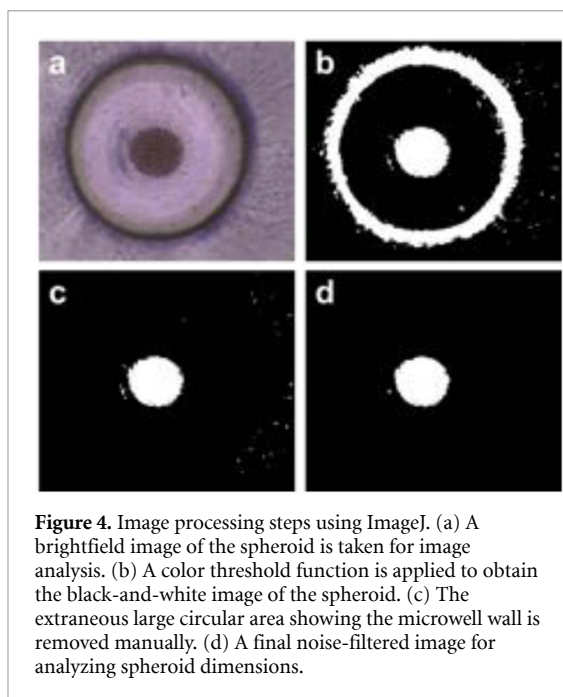 a
b
c
d
Figure 4. Image processing steps using ImageJ. (a) A
brightfield image of the spheroid is taken for image
analysis. (b) A color threshold function is applied to obtain
the black-and-white image of the spheroid. (c) The
extraneous large circular area showing the microwell wall is
removed manually. (d) A final noise-filtered image for
analyzing spheroid dimensions.